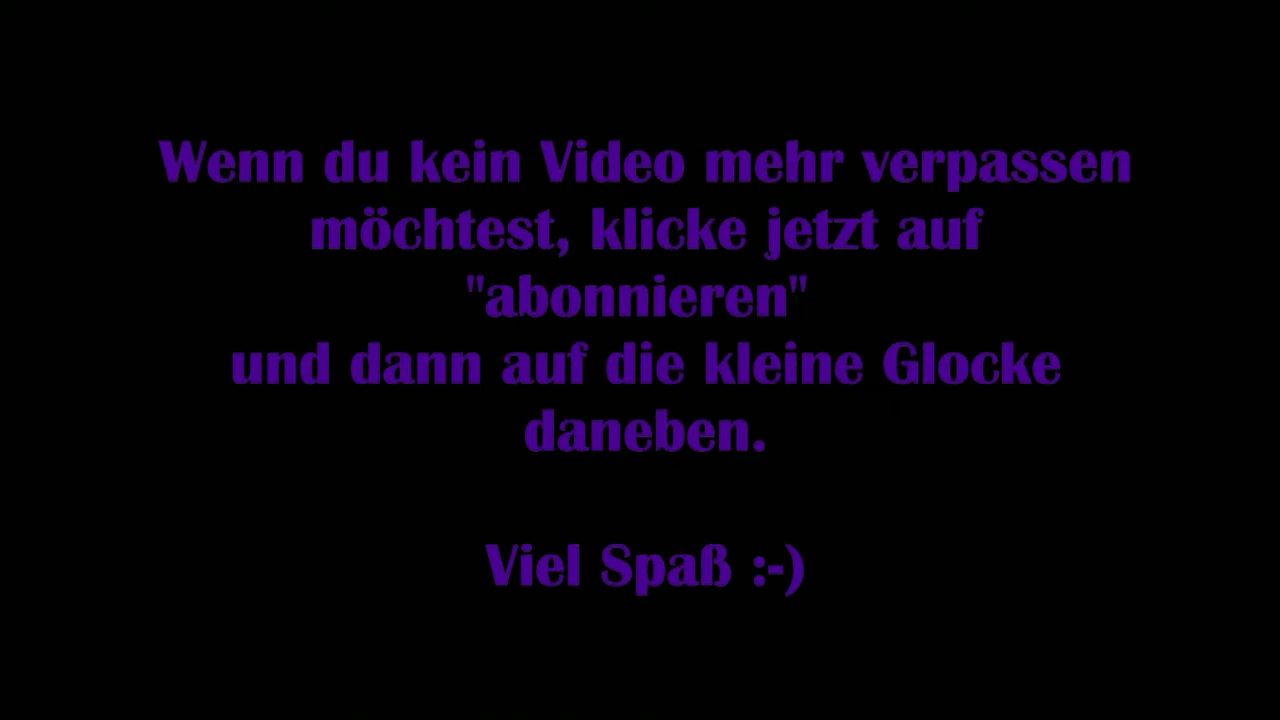 Wenn du kein Video mehr verpassen
möchtest, klicke jetzt auf
"abonnieren"
und dann auf die kleine Glocke
daneben.
Viel Spaß :-)